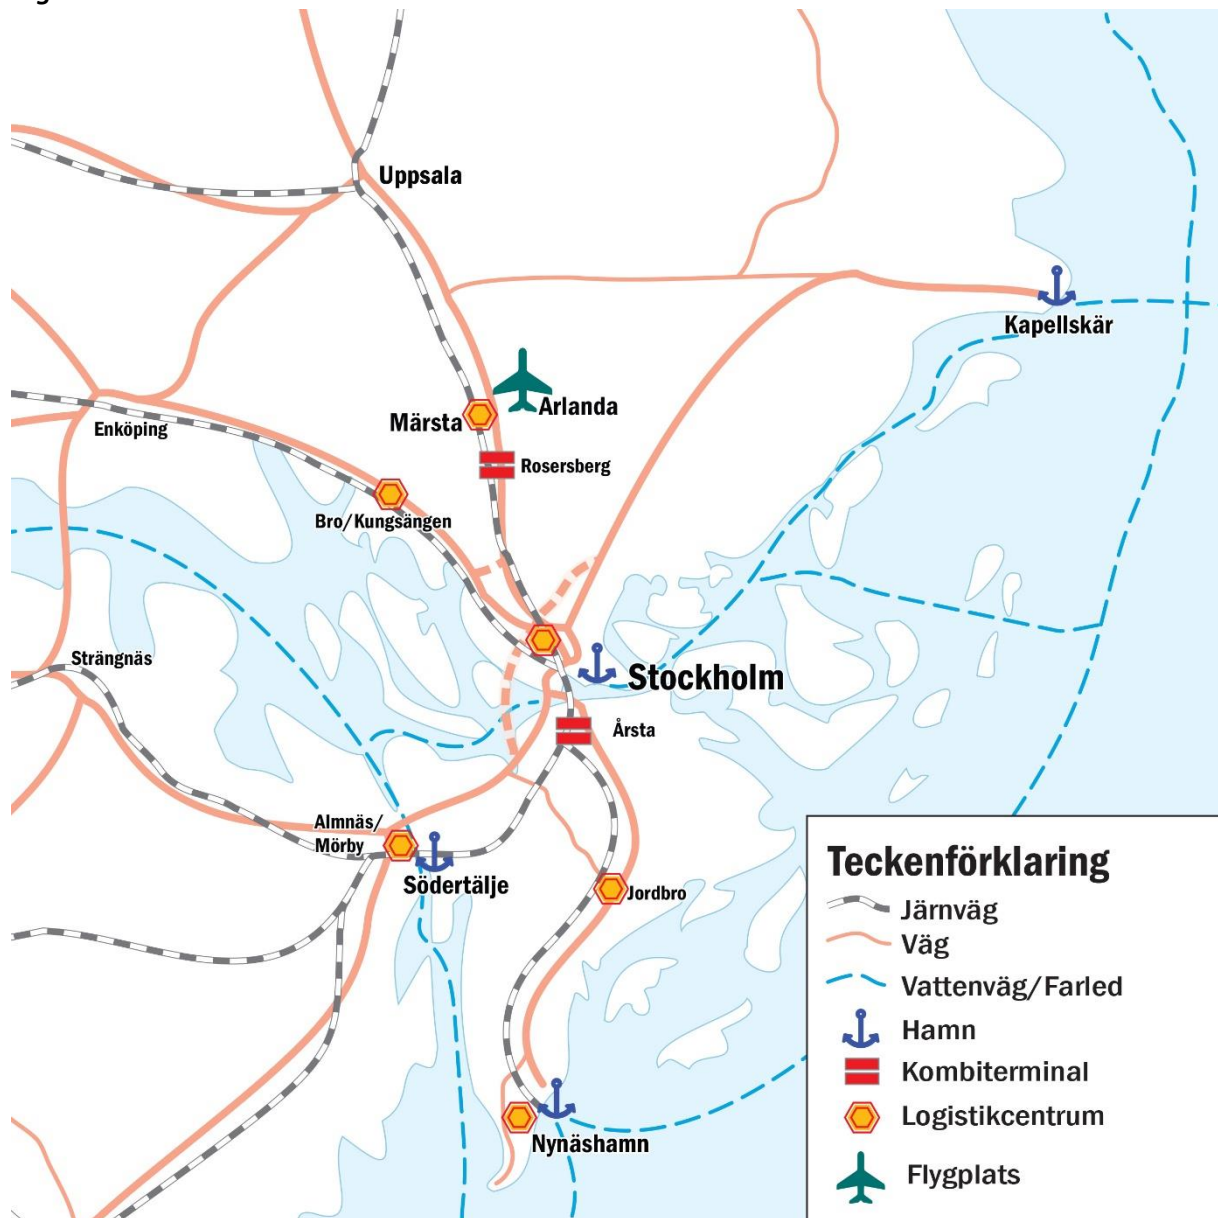 Uppsala
Kapellskär
Arlanda
Märsta
Enköping
Rosersberg
Bro/Kungsängen
Strängnäs
Stockholm
Årsta
Almnäs/
Mörby
Södertälje
Jordbro
Nynäshamn
Teckenförklaring
Järnväg
Väg
Vattenväg/Farled
Hamn
Kombiterminal
Logistikcentrum
Flygplats